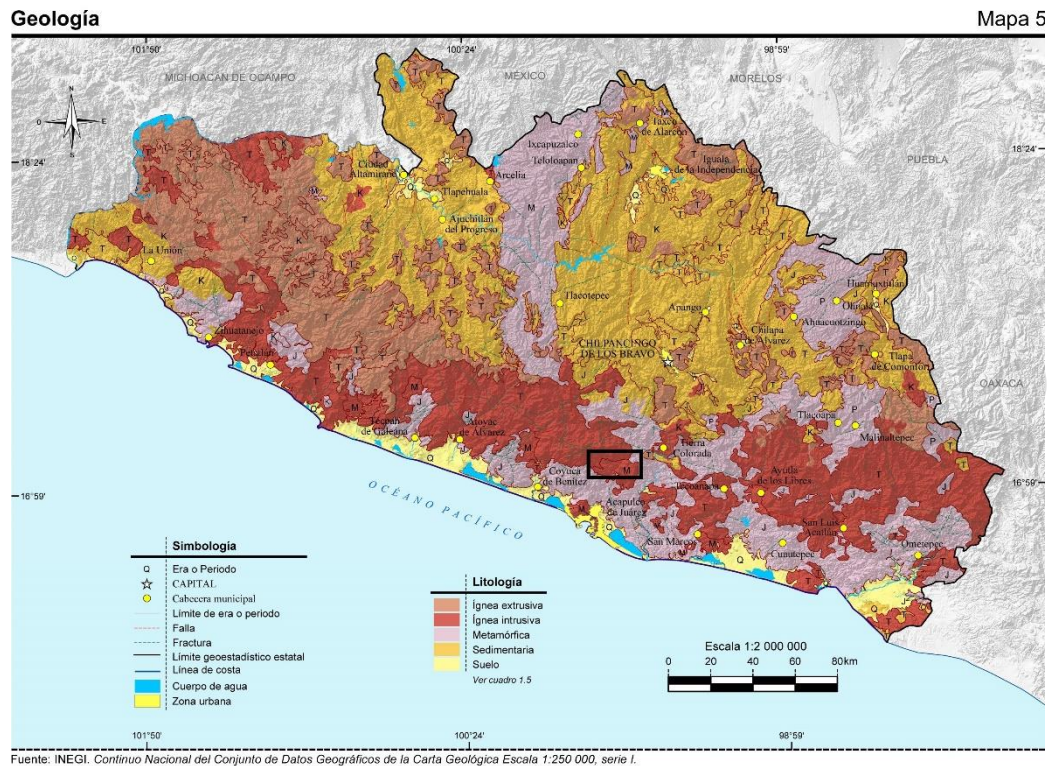 Geología
Mapa 5
101°50'
100°24'
98°59'
MICHOACÁN DE OCAMPO
MÉXICO
MORELOS
PUEBLA
OAXACA
N
O
E
S
18°24'
18°24'
16°59'
16°59'
Taxco
de Alarcón
Ixcapuzalco
Teloloapan
Iguala
de la Independencia
Ciudad
Altamirano
Arcelia
Tlapehuala
Ajuchitlán
del Progreso
La Unión
Huamuxtitlán
Olinalá
Ahuacuotzingo
Tlacotepec
Apango
Chilapa
de Álvarez
CHILPANCINGO
DE LOS BRAVO
Tlapa
de Comonfort
Zihuatanejo
Petatlán
Tlacoapa
Malinaltepec
Técpan
de Galeana
Atoyac
de Álvarez
Tierra
Colorada
Coyuca
de Benítez
Tecoanapa
Ayutla
de los Libres
Acapulco
de Juárez
San Marcos
San Luis
Acatlán
Cuautepec
Ometepec
OCÉANO PACÍFICO
Simbología
Q Era o Periodo
CAPITAL
Cabecera municipal
Límite de era o periodo
Falla
Fractura
Límite geoestadístico estatal
Línea de costa
Cuerpo de agua
Zona urbana
Litología
Ígnea extrusiva
Ígnea intrusiva
Metamórfica
Sedimentaria
Suelo
Ver cuadro 1.5
Escala 1:2 000 000
0 20 40 60 80km
101°50'
100°24'
98°59'
Fuente: INEGI. Continuo Nacional del Conjunto de Datos Geográficos de la Carta Geológica Escala 1:250 000, serie I.